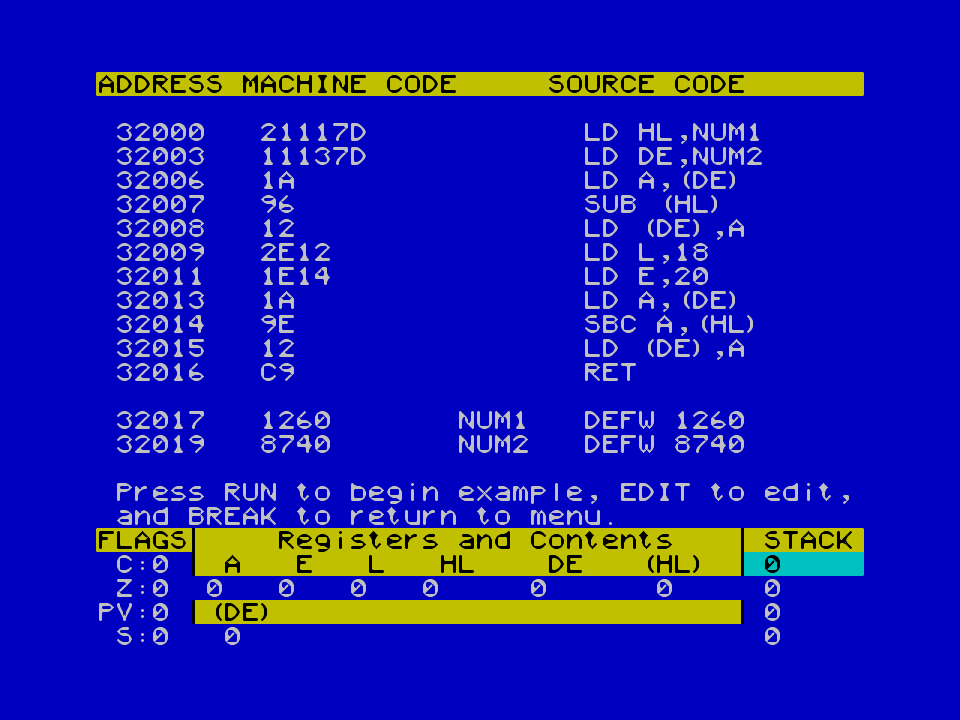 ADDRESS MACHINE CODE SOURCE CODE
32000 21117D LD HL,NUM1
32003 11137D LD DE,NUM2
32006 1A LD A,(DE)
32007 96 SUB (HL)
32008 12 LD (DE),A
32009 2E12 LD L,18
32011 1E14 LD E,20
32013 1A LD A,(DE)
32014 9E SBC A,(HL)
32015 12 LD (DE),A
32016 C9 RET
32017 1260 NUM1 DEFW 1260
32019 8740 NUM2 DEFW 8740
Press RUN to begin example, EDIT to edit,
and BREAK to return to menu.
FLAGS Registers and Contents STACK
C:0 A E L HL DE (HL) 0
Z:0 0 0 0 0 0 0 0
PV:0 (DE) 0
S:0 0 0